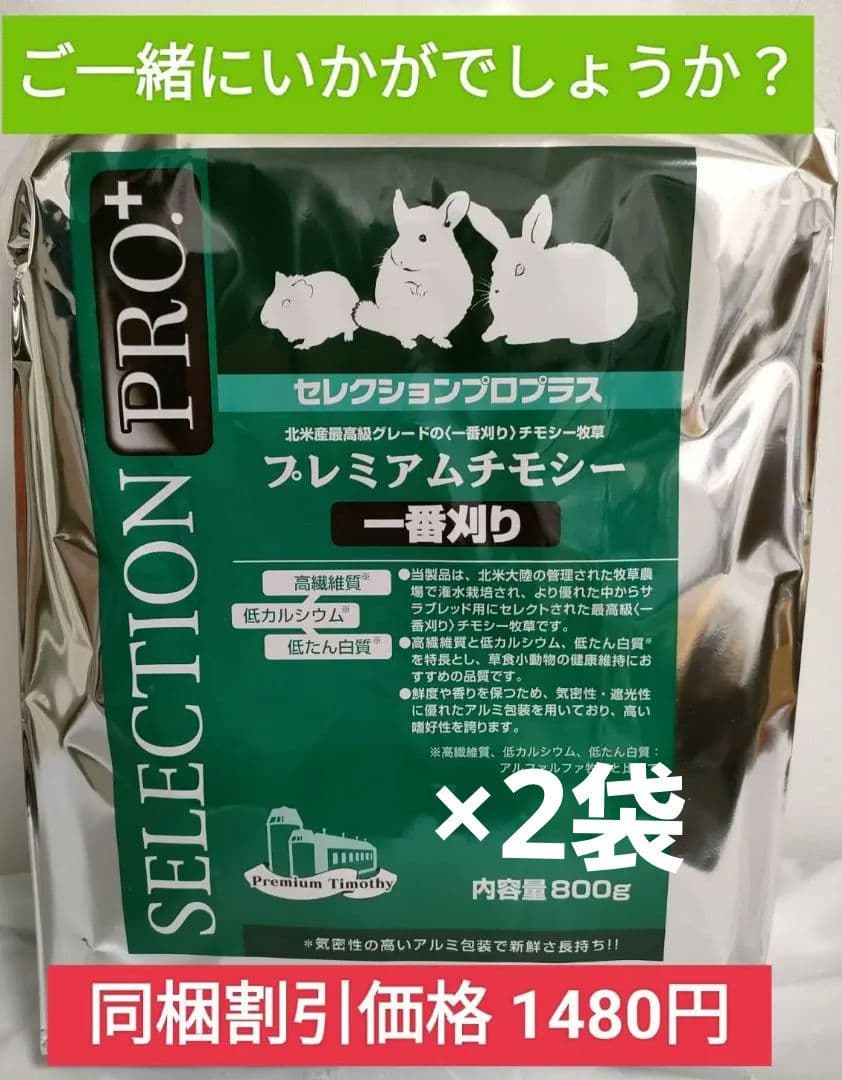 ご一緒にいかがでしょうか？
SELECTION PRO.+
セレクションプロプラス
北米産最高級グレードの〈一番刈り〉チモシー牧草
プレミアムチモシー
一番刈り
高繊維質※
低カルシウム※
低たん白質※
●当製品は、北米大陸の管理された牧草農
場で潅水栽培され、より優れた中からサ
ラブレッド用にセレクトされた最高級〈一
番刈り〉チモシー牧草です。
●高繊維質と低カルシウム、低たん白質※
を特長とし、草食小動物の健康維持にお
すすめの品質です。
●鮮度や香りを保つため、気密性・遮光性
に優れたアルミ包装を用いており、高い
嗜好性を誇ります。
※高繊維質、低カルシウム、低たん白質：
アルファルファ牧
×2袋
Premium Timothy
内容量800g
*気密性の高いアルミ包装で新鮮さ長持ち!!
同梱割引価格 1480円